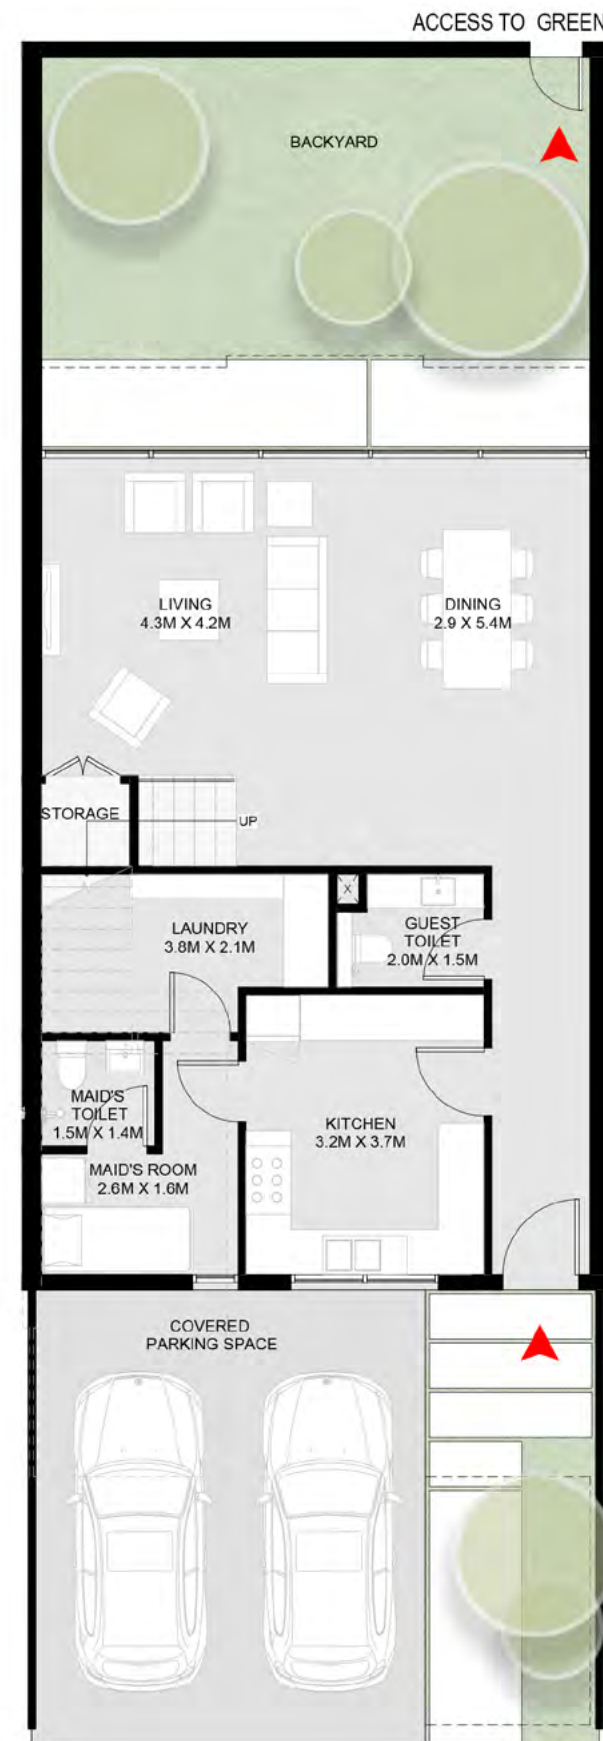 ACCESS TO GREEN
BACKYARD
LIVING
4.3M X 4.2M
DINING
2.9 X 5.4M
STORAGE
UP
LAUNDRY
3.8M X 2.1M
X
GUEST
TOILET
2.0M X 1.5M
MAID'S
TOILET
1.5M X 1.4M
KITCHEN
3.2M X 3.7M
MAID'S ROOM
2.6M X 1.6M
COVERED
PARKING SPACE